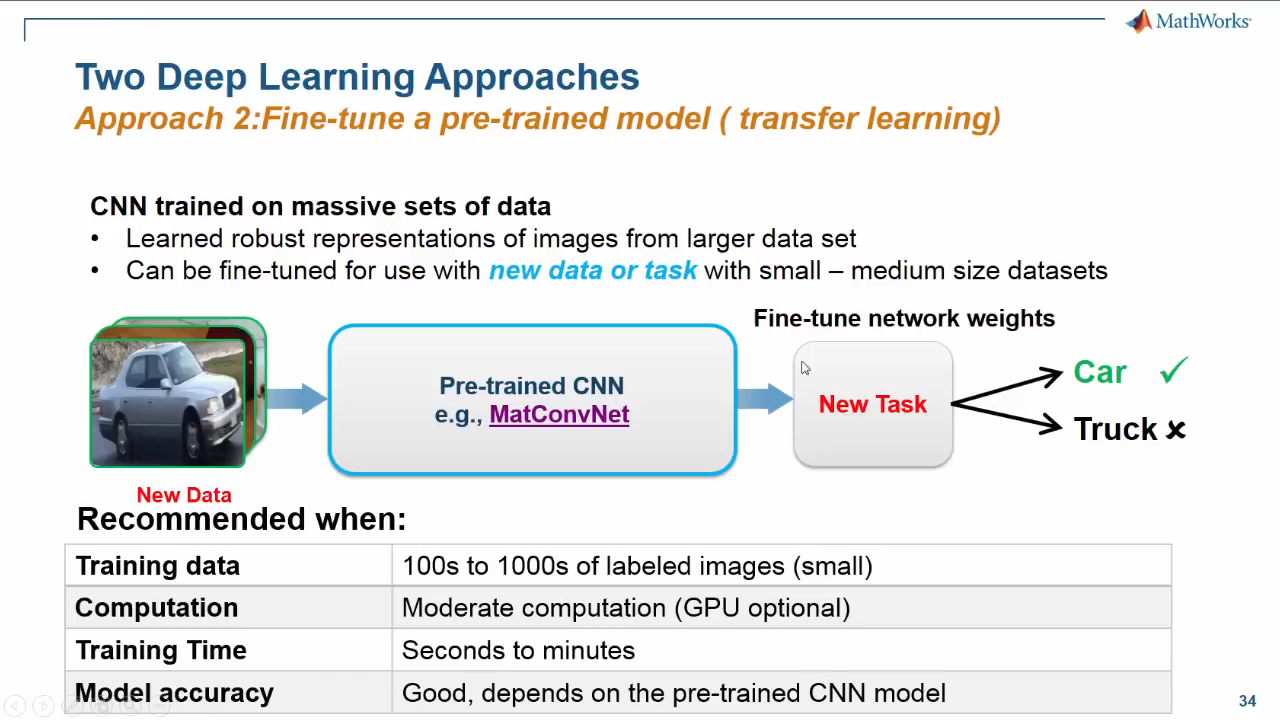 MathWorks
Two Deep Learning Approaches
Approach 2:Fine-tune a pre-trained model ( transfer learning)
CNN trained on massive sets of data
• Learned robust representations of images from larger data set
• Can be fine-tuned for use with new data or task with small – medium size datasets
Fine-tune network weights
Pre-trained CNN
e.g., MatConvNet
New Task
Car ✓
Truck ✘
New Data
Recommended when:
Training data 100s to 1000s of labeled images (small)
Computation Moderate computation (GPU optional)
Training Time Seconds to minutes
Model accuracy Good, depends on the pre-trained CNN model
34